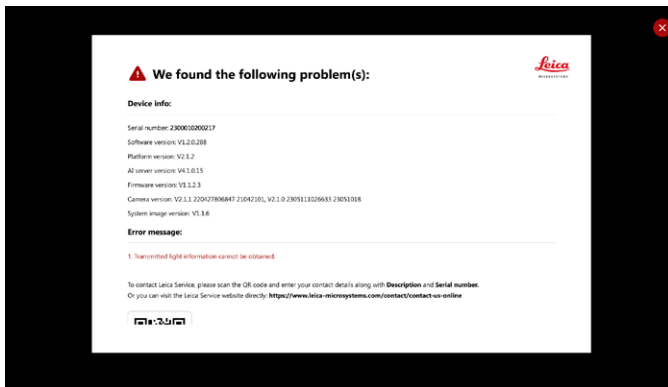 We found the following problem(s):
Leica
MICROSYSTEMS
Device info:
Serial number: 2300010200217
Software version: V1.2.0.288
Platform version: V2.1.2
AI server version: V4.1.0.15
Firmware version: V1.1.2.3
Camera version: V2.1.1 220427806847 21042101, V2.1.0 2305111026633 23051018
System image version: V1.1.6
Error message:
1. Transmitted light information cannot be obtained.
To contact Leica Service, please scan the QR code and enter your contact details along with Description and Serial number.
Or you can visit the Leica Service website directly: https://www.leica-microsystems.com/contact/contact-us-online